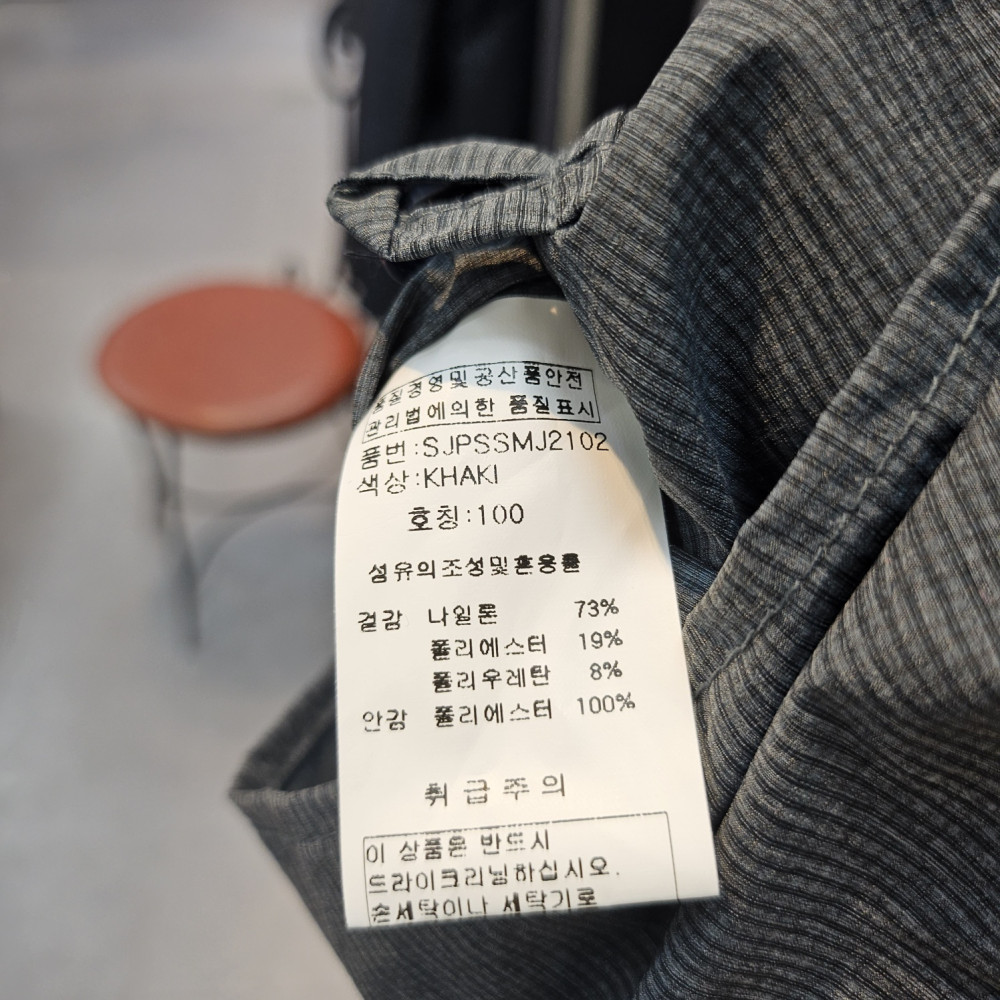 품질경영및공산품안전
관리법에의한 품질표시
품번:SJPSSMJ2102
색상:KHAKI
호칭:100
섬유의조성및혼용률
겉감 나일론 73%
폴리에스터 19%
폴리우레탄 8%
안감 폴리에스터 100%
취급주의
이 상품은 반드시
드라이크리닝하십시오.
손세탁이나 세탁기로